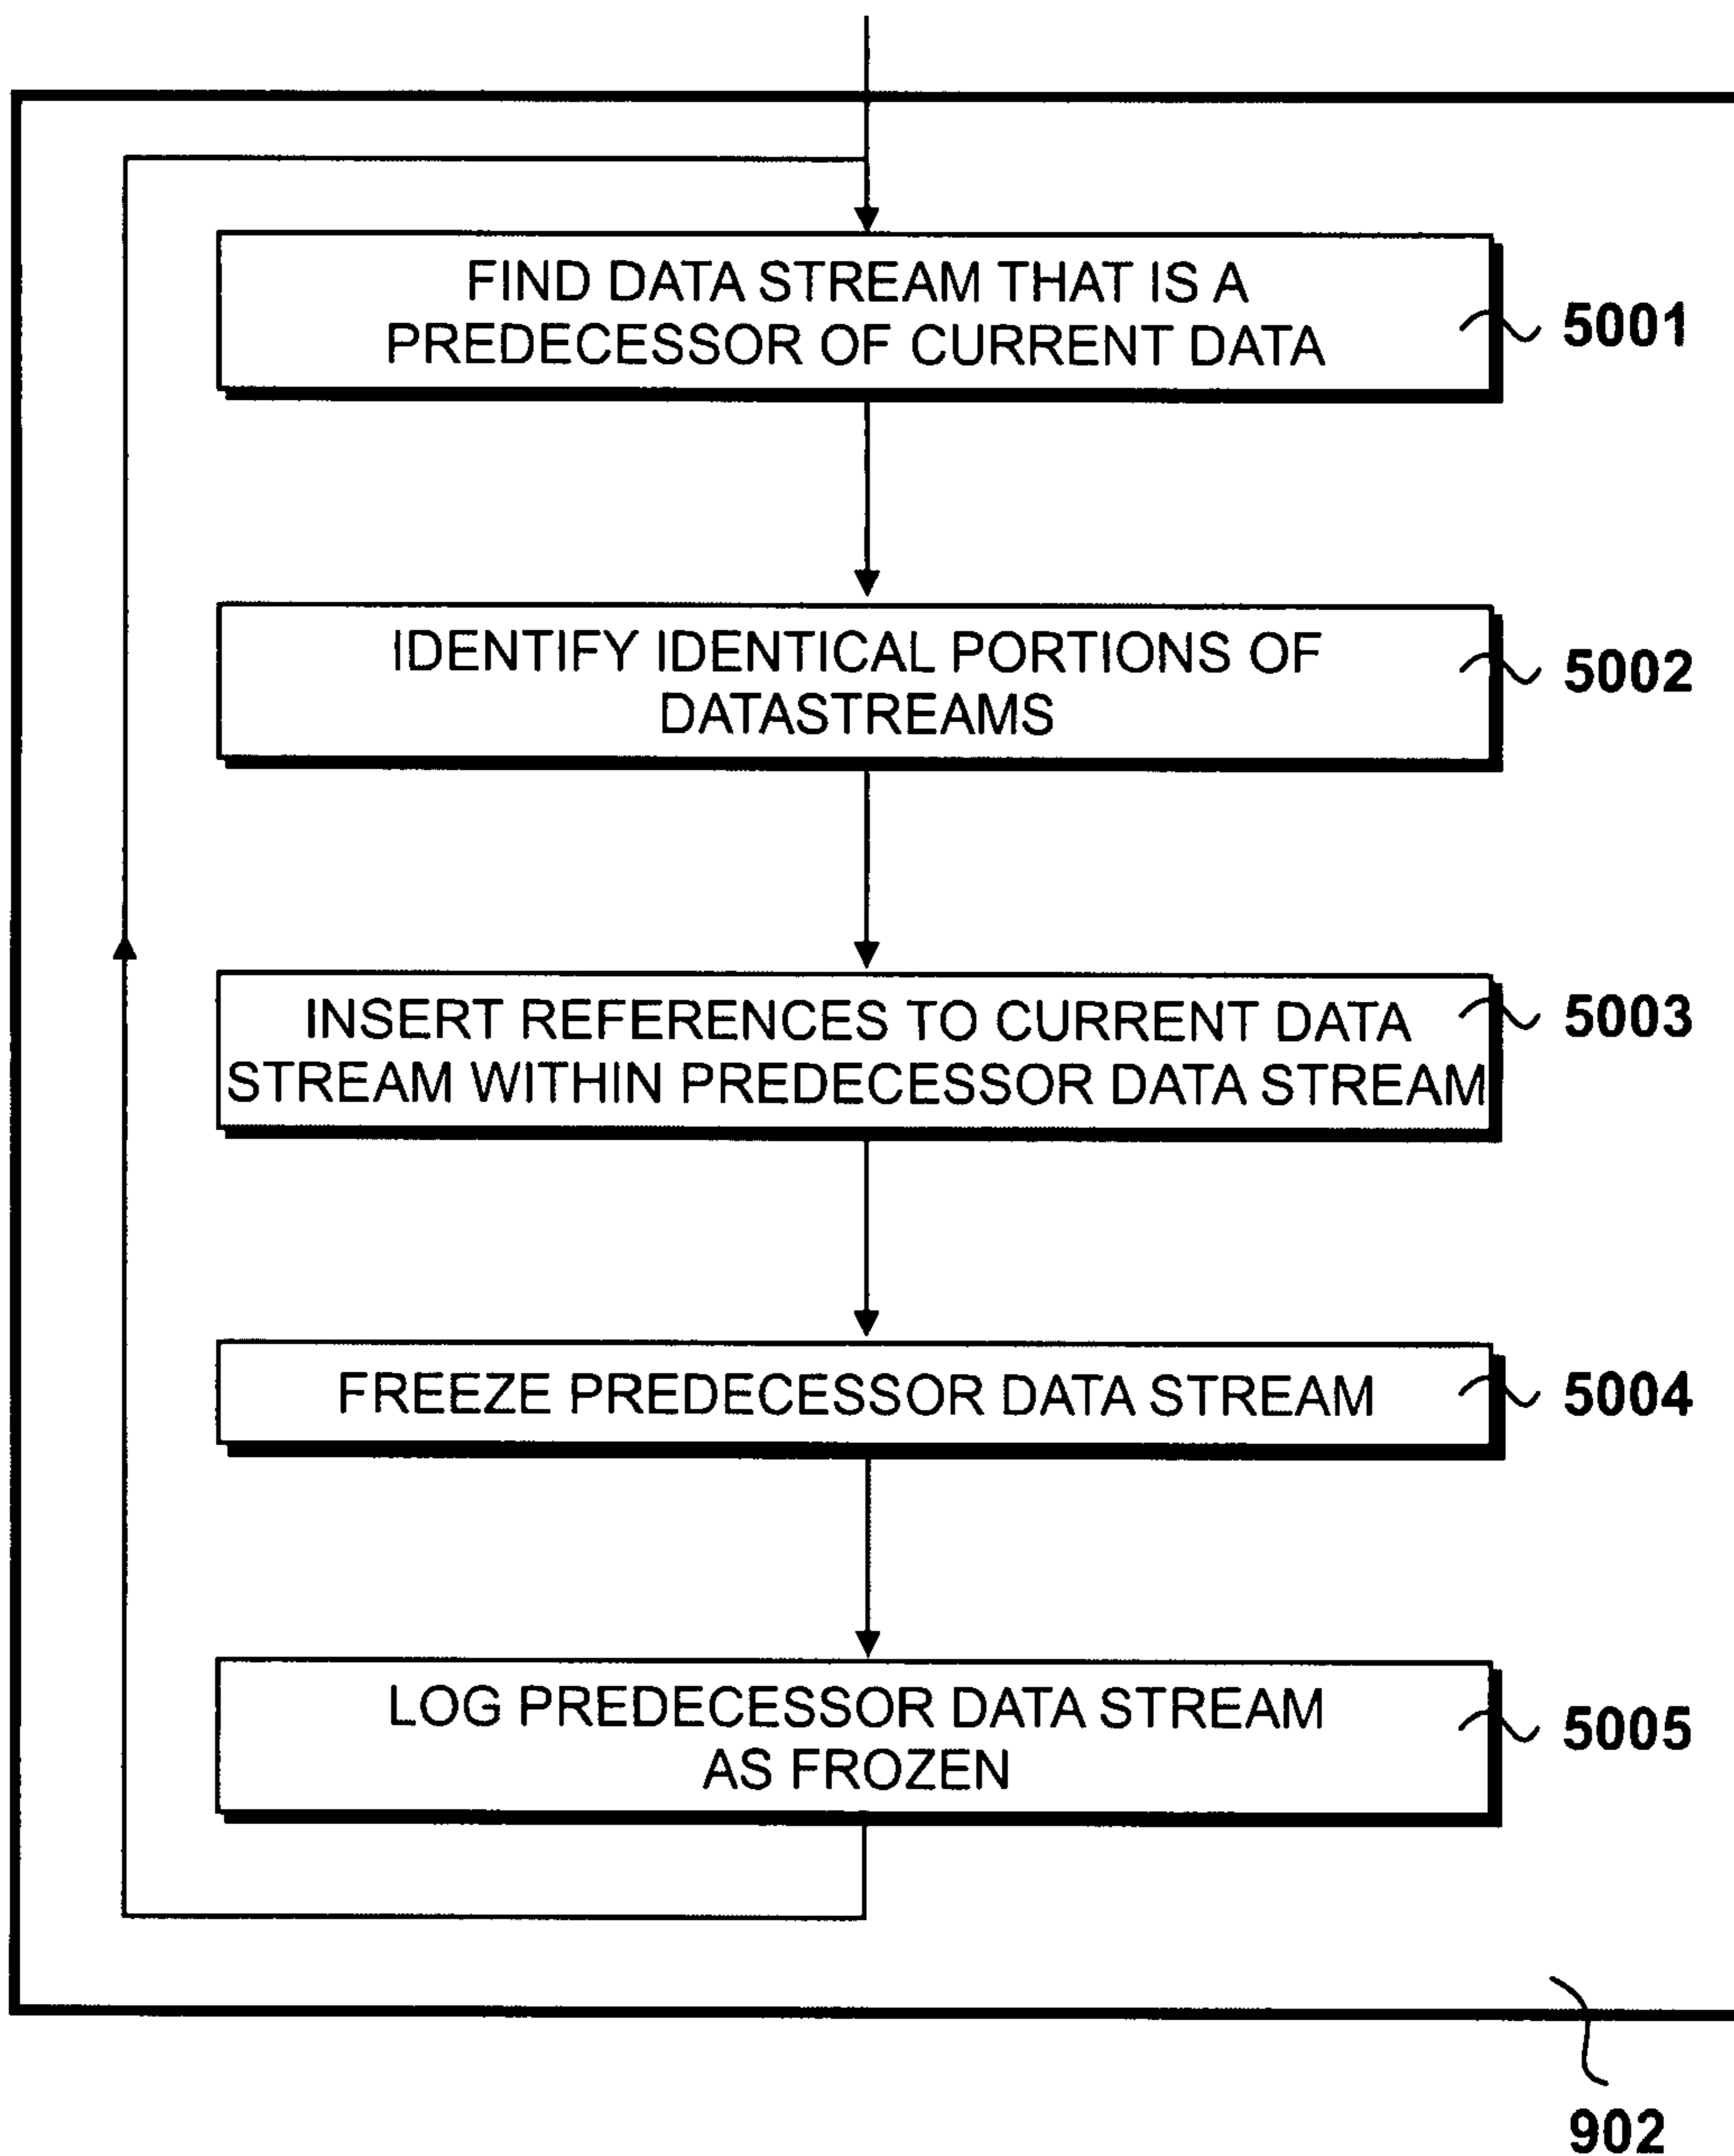 FIND DATA STREAM THAT IS A
PREDECESSOR OF CURRENT DATA
5001
IDENTIFY IDENTICAL PORTIONS OF
DATASTREAMS
5002
INSERT REFERENCES TO CURRENT DATA
STREAM WITHIN PREDECESSOR DATA STREAM
5003
FREEZE PREDECESSOR DATA STREAM
5004
LOG PREDECESSOR DATA STREAM
AS FROZEN
5005
902